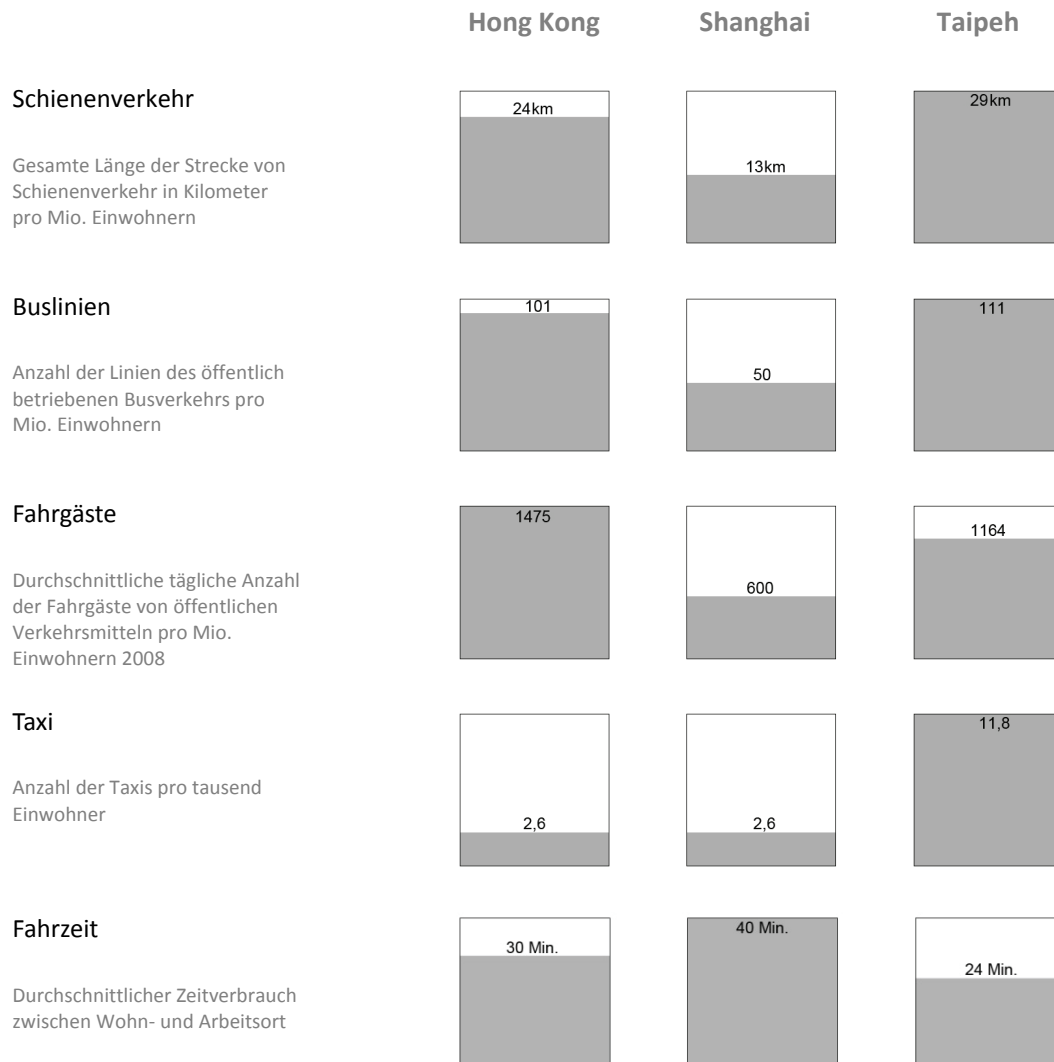 Hong Kong Shanghai Taipeh
Schienenverkehr
24km 13km 29km
Gesamte Länge der Strecke von
Schienenverkehr in Kilometer
pro Mio. Einwohnern
Buslinien
101 50 111
Anzahl der Linien des öffentlich
betriebenen Busverkehrs pro
Mio. Einwohnern
Fahrgäste
1475 600 1164
Durchschnittliche tägliche Anzahl
der Fahrgäste von öffentlichen
Verkehrsmitteln pro Mio.
Einwohnern 2008
Taxi
2,6 2,6 11,8
Anzahl der Taxis pro tausend
Einwohner
Fahrzeit
30 Min. 40 Min. 24 Min.
Durchschnittlicher Zeitverbrauch
zwischen Wohn- und Arbeitsort